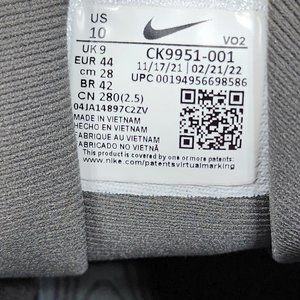 US
10
UK 9
EUR 44
cm 28
BR 42
CN 280(2.5)
04JA14897C2ZV
MADE IN VIETNAM
HECHO EN VIETNAM
FABRIQUE AU VIETNAM
FABRICADO NO VIETNÃ
VO2
CK9951-001
11/17/21 02/21/22
UPC 00194956698586
This product is covered by one or more patents.
www.nike.com/patentsvirtualmarking